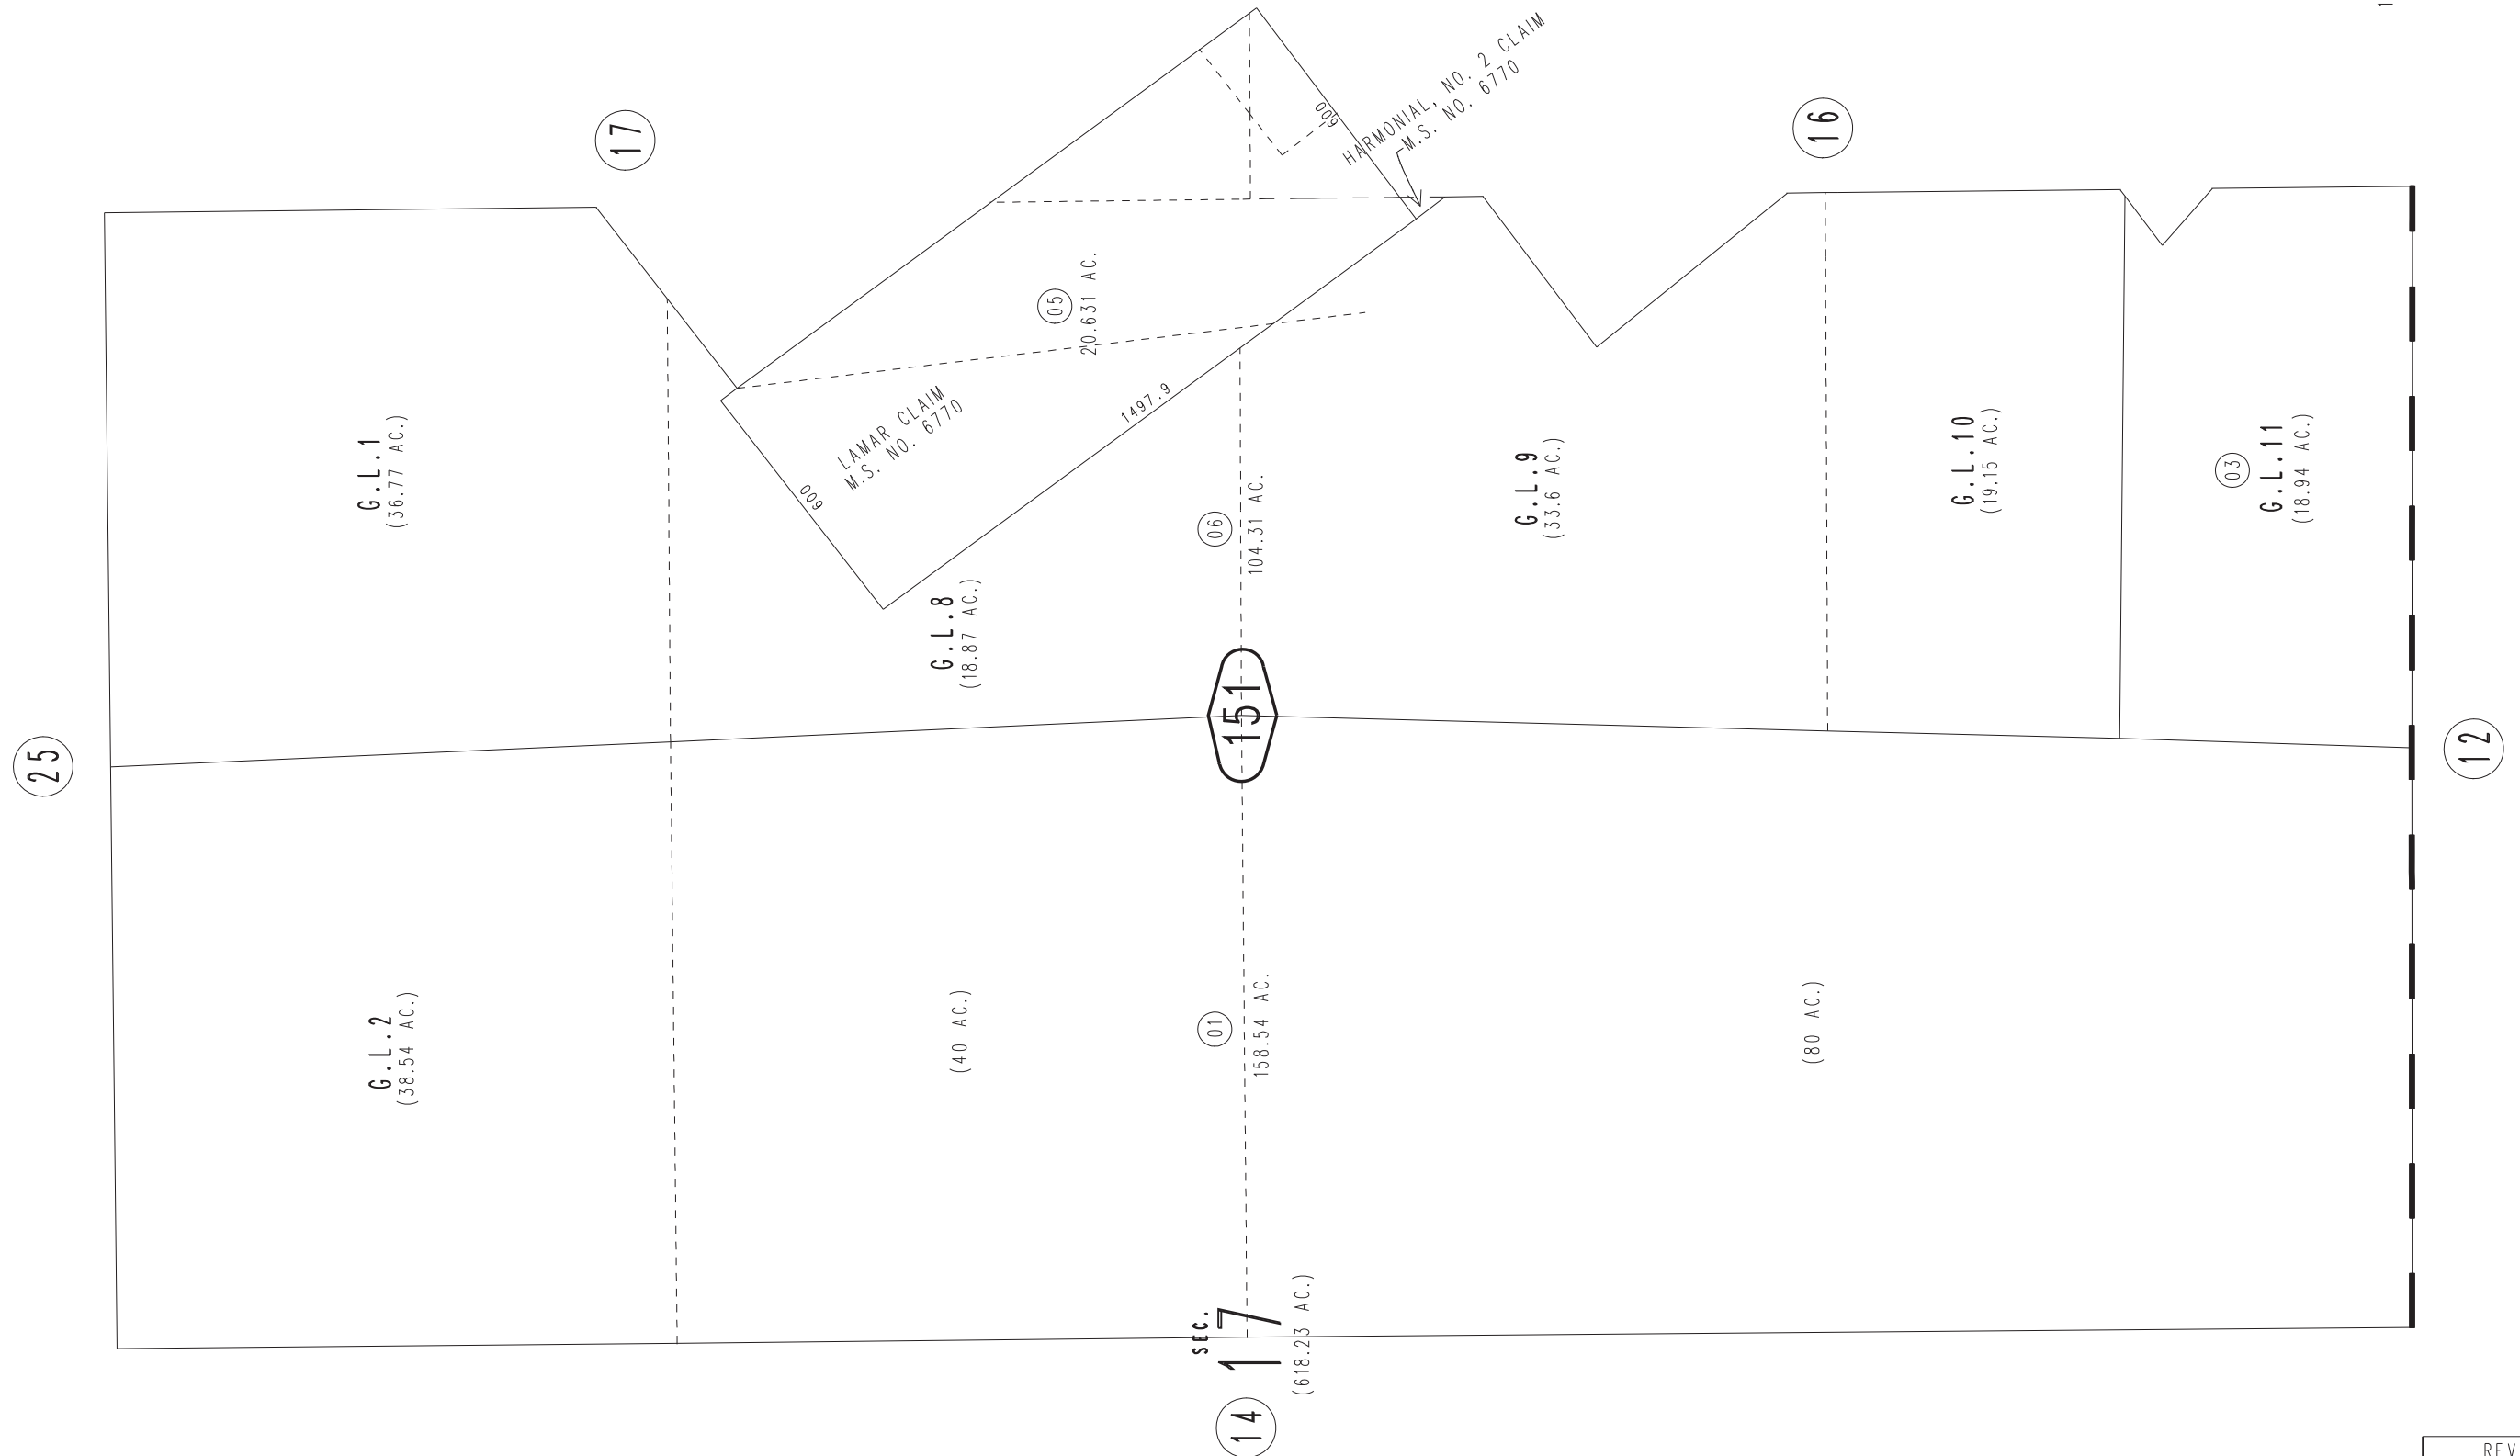 17
HARMONIAL, NO. 2 CLAIM
M.S. NO. 6770
16
600
05
20.631 AC.
LAMAR CLAIM
M.S. NO. 6770
1497.9
600
G.L.1
(36.77 AC.)
G.L.8
(18.87 AC.)
06
104.31 AC.
G.L.9
(33.6 AC.)
G.L.10
(19.15 AC.)
03
G.L.11
(18.94 AC.)
25
151
12
G.L.2
(38.54 AC.)
(40 AC.)
01
158.54 AC.
(80 AC.)
SEC.
17
(618.23 AC.)
14
REV